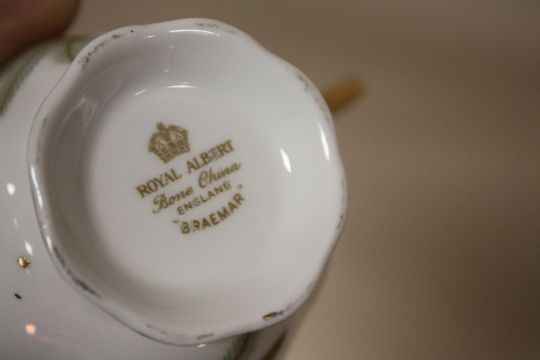 ROYAL ALBERT
Bone China
ENGLAND
"BRAEMAR"